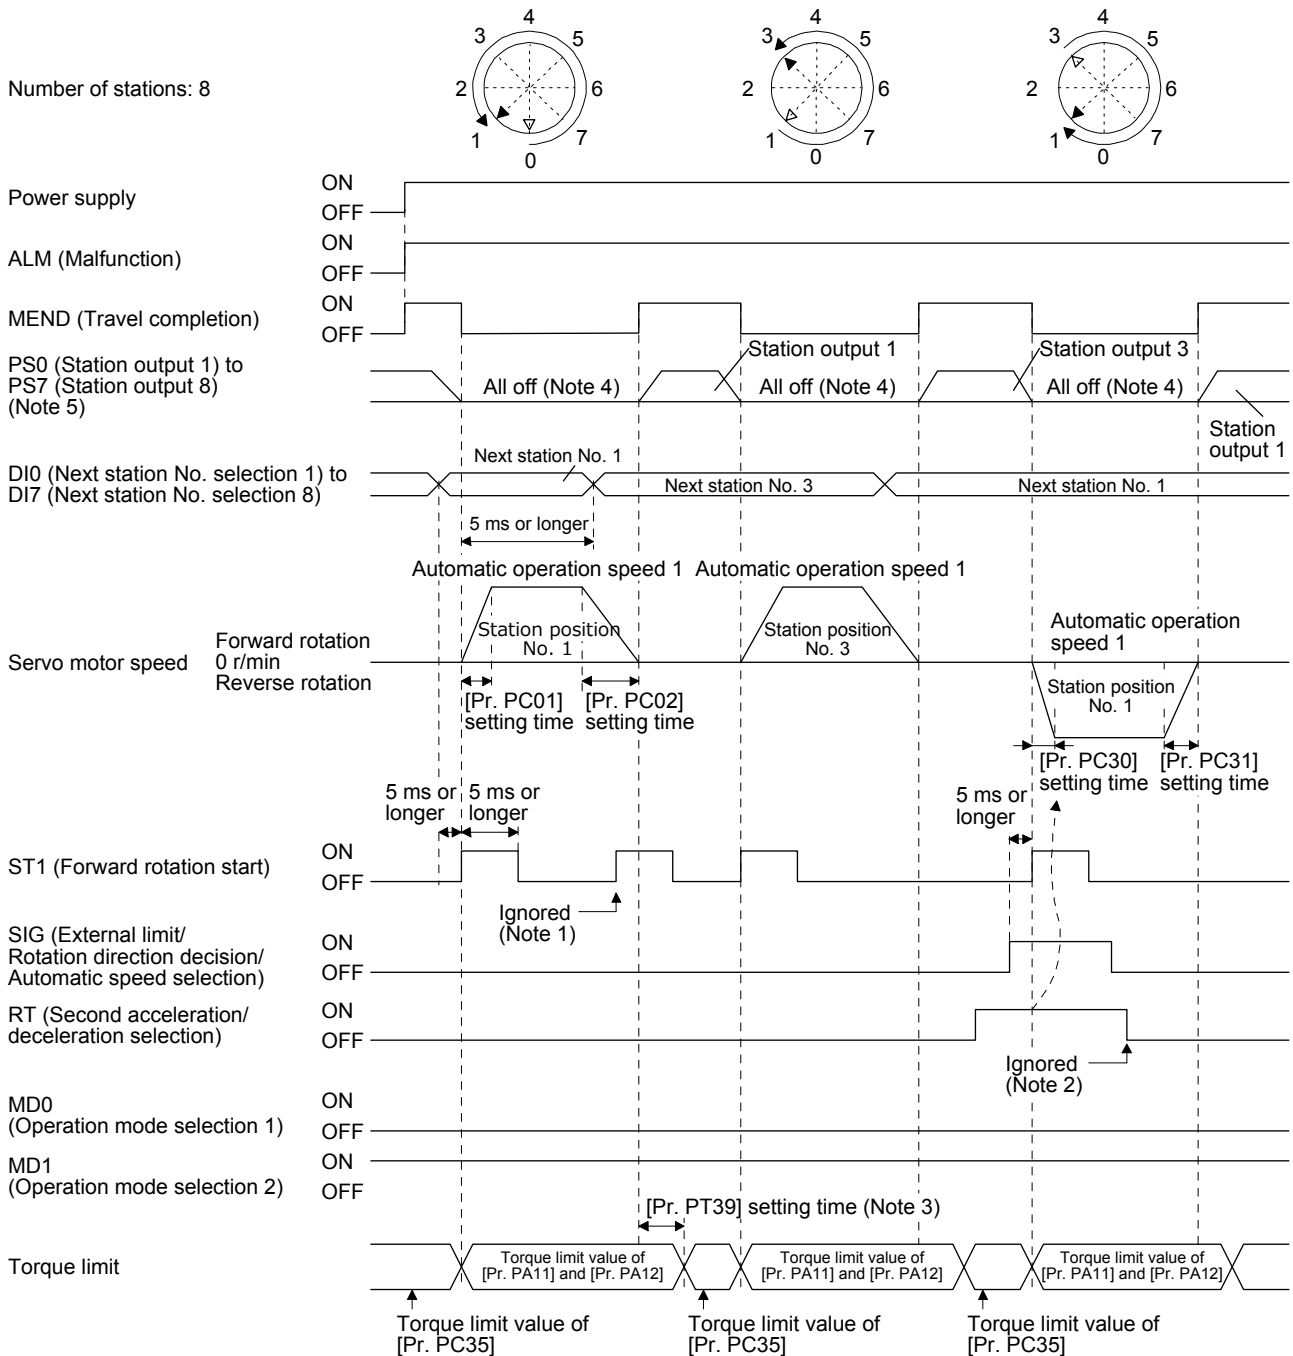 4
3
5
2
6
1
7
0
4
3
5
2
6
1
7
0
4
3
5
2
6
1
7
0
Number of stations: 8
Power supply
ON
OFF
ALM (Malfunction)
ON
OFF
MEND (Travel completion)
ON
OFF
PS0 (Station output 1) to
PS7 (Station output 8)
(Note 5)
All off (Note 4)
Station output 1
All off (Note 4)
Station output 3
All off (Note 4)
Station
output 1
DI0 (Next station No. selection 1) to
DI7 (Next station No. selection 8)
Next station No. 1
Next station No. 3
Next station No. 1
5 ms or longer
Automatic operation speed 1
Automatic operation speed 1
Automatic operation
speed 1
Servo motor speed
Forward rotation
0 r/min
Reverse rotation
Station position
No. 1
Station position
No. 3
Station position
No. 1
[Pr. PC01]
setting time
[Pr. PC02]
setting time
[Pr. PC30]
setting time
[Pr. PC31]
setting time
5 ms or
longer
5 ms or
longer
5 ms or
longer
ST1 (Forward rotation start)
ON
OFF
Ignored
(Note 1)
SIG (External limit/
Rotation direction decision/
Automatic speed selection)
ON
OFF
RT (Second acceleration/
deceleration selection)
ON
OFF
Ignored
(Note 2)
MD0
(Operation mode selection 1)
ON
OFF
MD1
(Operation mode selection 2)
ON
OFF
[Pr. PT39] setting time (Note 3)
Torque limit
Torque limit value of
[Pr. PA11] and [Pr. PA12]
Torque limit value of
[Pr. PA11] and [Pr. PA12]
Torque limit value of
[Pr. PA11] and [Pr. PA12]
Torque limit value of
[Pr. PC35]
Torque limit value of
[Pr. PC35]
Torque limit value of
[Pr. PC35]